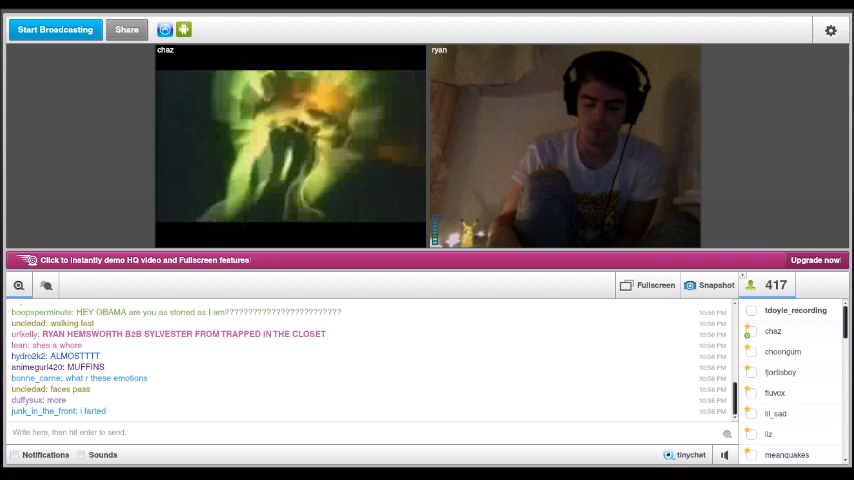 Start Broadcasting
Share
chaz
ryan
Click to instantly demo HQ video and Fullscreen features!
Upgrade now!
Fullscreen
Snapshot
417
boopsperminute: HEY OBAMA are you as stoned as I am?????????????????????????
10:58 PM
uncledad: walking fast
10:58 PM
urlkelly: RYAN HEMSWORTH B2B SYLVESTER FROM TRAPPED IN THE CLOSET
10:58 PM
lean: shes a whore
10:58 PM
hydro2k2: ALMOSTTTT
10:58 PM
animegurl420: MUFFINS
10:58 PM
bonne_carne: what r these emotions
10:58 PM
uncledad: faces pass
10:58 PM
duffysux: more
10:58 PM
junk_in_the_front: i farted
10:58 PM
tdoyle_recording
chaz
choongum
fjortisboy
fluvox
lil_sad
liz
meanquakes
Write here, then hit enter to send.
Notifications
Sounds
tinychat